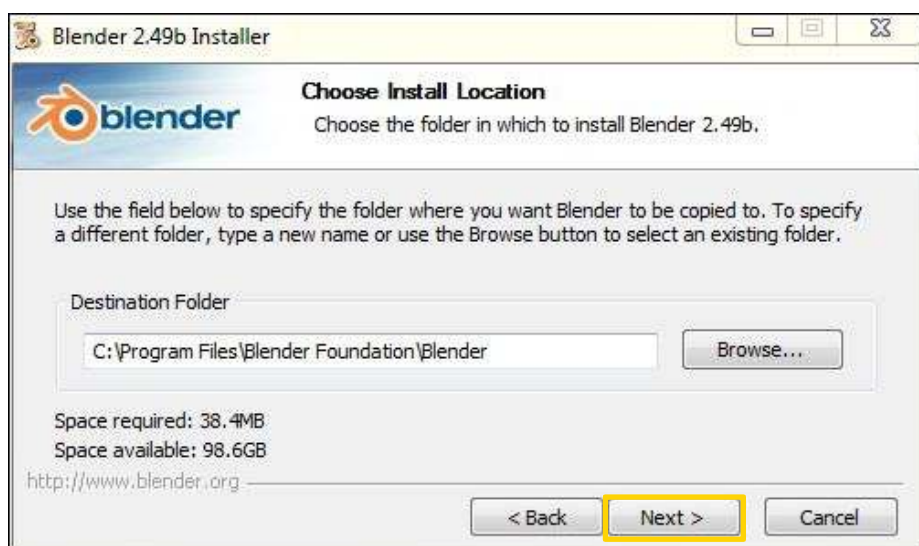 Blender 2.49b Installer
blender
Choose Install Location
Choose the folder in which to install Blender 2.49b.
Use the field below to specify the folder where you want Blender to be copied to. To specify
a different folder, type a new name or use the Browse button to select an existing folder.
Destination Folder
C:\Program Files\Blender Foundation\Blender
Browse...
Space required: 38.4MB
Space available: 98.6GB
http://www.blender.org
< Back
Next >
Cancel